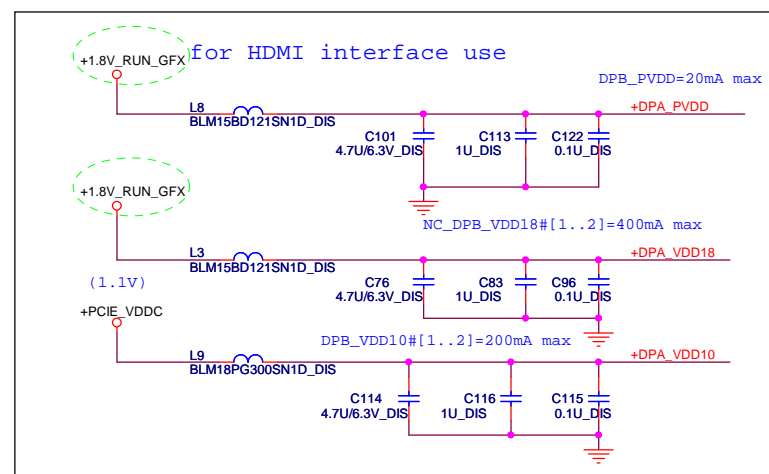 for HDMI interface use
+1.8V_RUN_GFX
DPB_PVDD=20mA max
L8
BLM15BD121SN1D_DIS
+DPA_PVDD
C101
4.7U/6.3V_DIS
C113
1U_DIS
C122
0.1U_DIS
+1.8V_RUN_GFX
NC_DPB_VDD18#[1..2]=400mA max
L3
BLM15BD121SN1D_DIS
+DPA_VDD18
C76
4.7U/6.3V_DIS
C83
1U_DIS
C96
0.1U_DIS
(1.1V)
+PCIE_VDDC
DPB_VDD10#[1..2]=200mA max
L9
BLM18PG300SN1D_DIS
+DPA_VDD10
C114
4.7U/6.3V_DIS
C116
1U_DIS
C115
0.1U_DIS